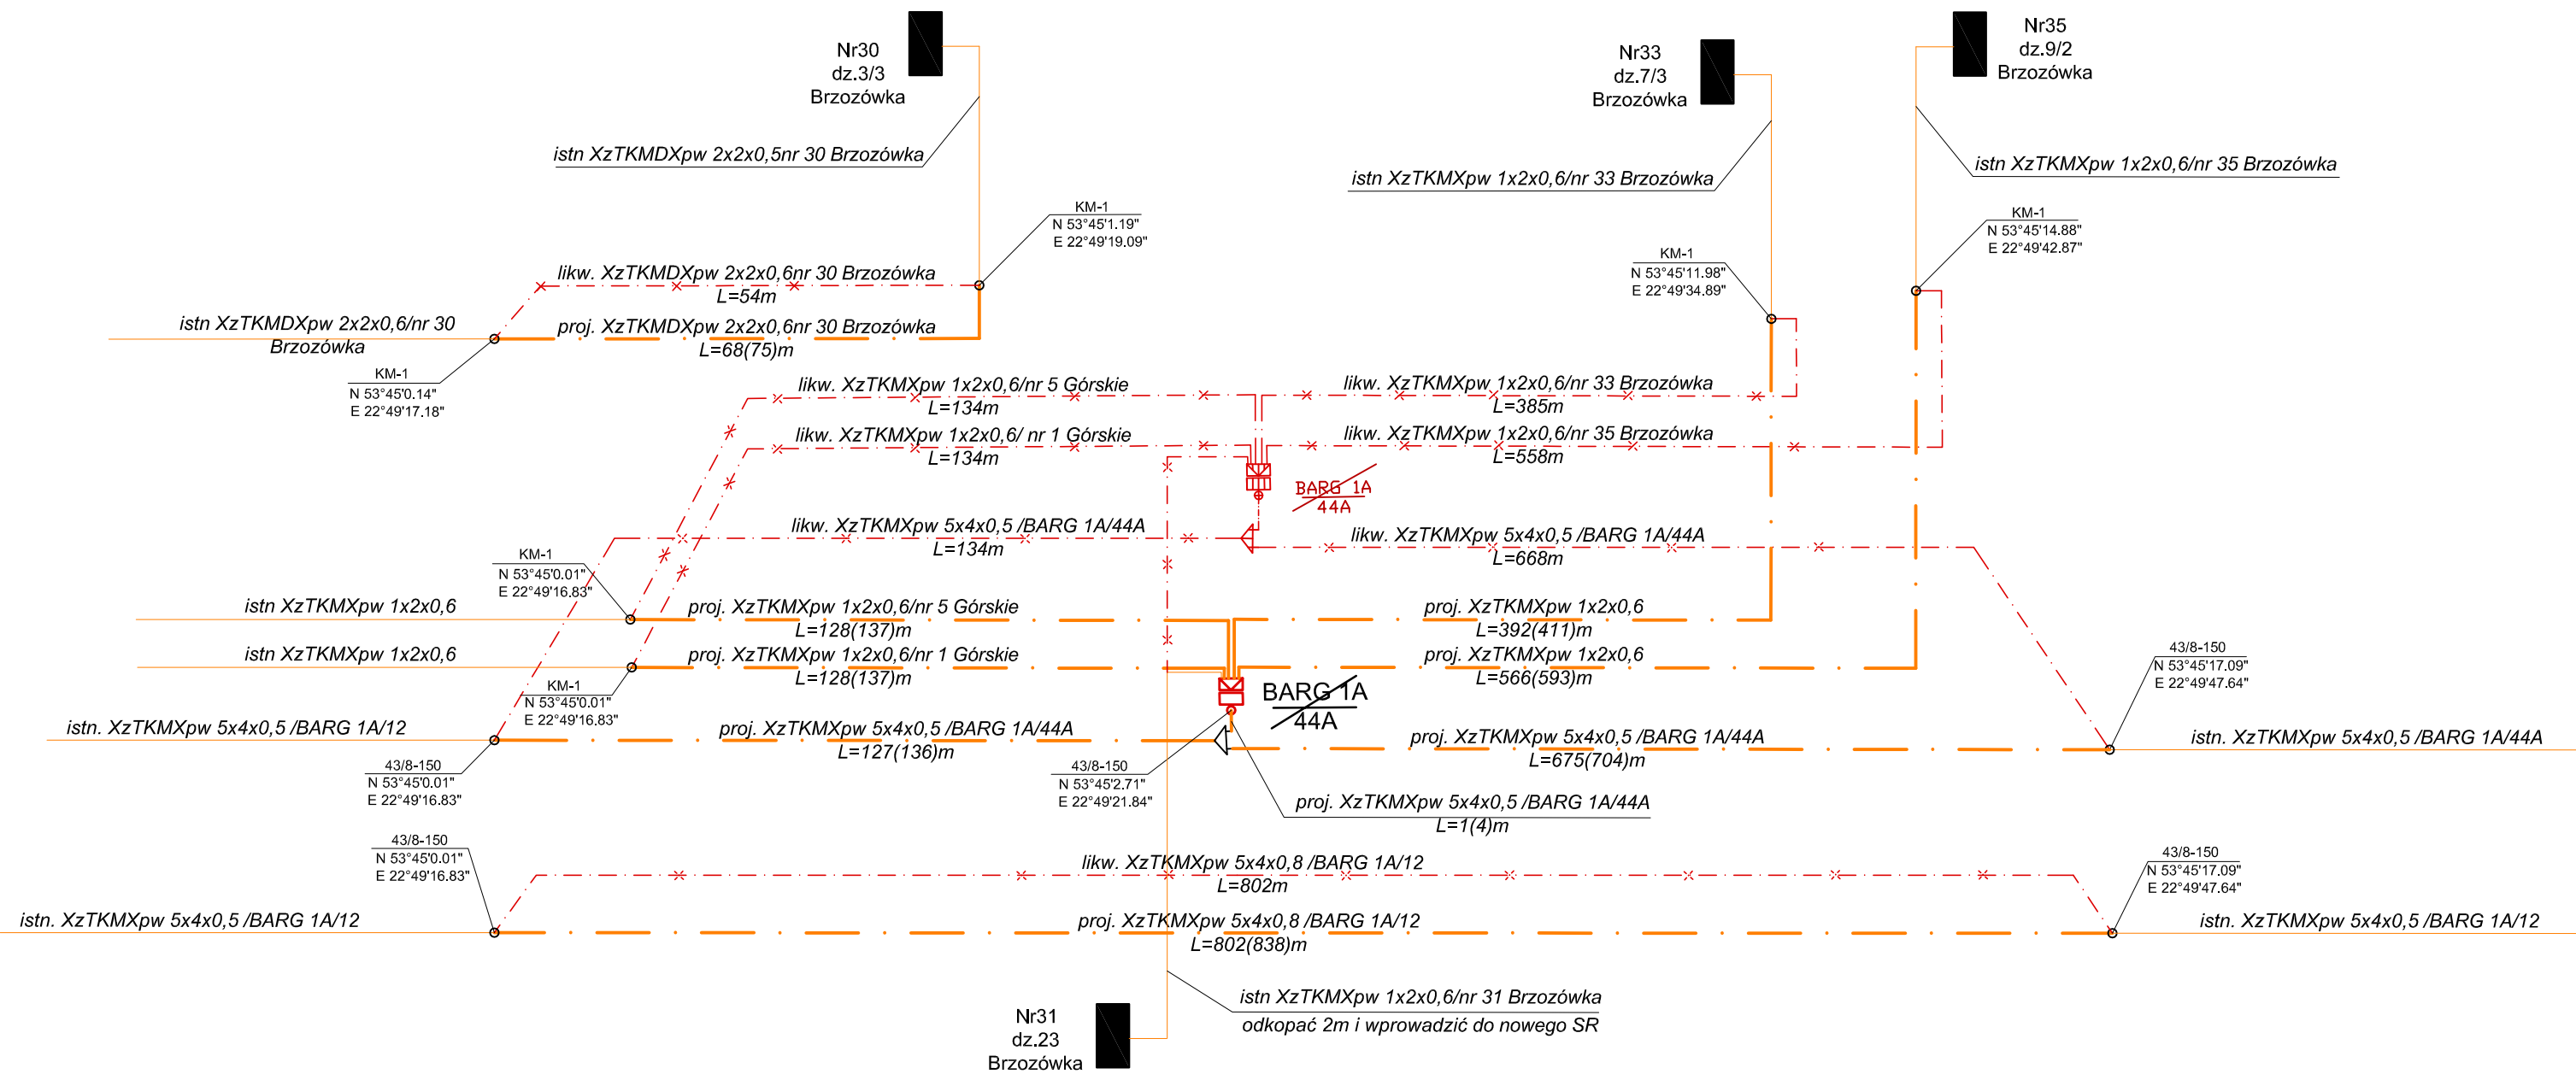 Nr30
dz.3/3
Brzozówka
Nr33
dz.7/3
Brzozówka
Nr35
dz.9/2
Brzozówka
istn XzTKMDXpw 2x2x0,5nr 30 Brzozówka
istn XzTKMXpw 1x2x0,6/nr 33 Brzozówka
istn XzTKMXpw 1x2x0,6/nr 35 Brzozówka
KM-1
N 53°45'1.19"
E 22°49'19.09"
KM-1
N 53°45'11.98"
E 22°49'34.89"
KM-1
N 53°45'14.88"
E 22°49'42.87"
likw. XzTKMDXpw 2x2x0,6nr 30 Brzozówka
L=54m
istn XzTKMDXpw 2x2x0,6/nr 30
Brzozówka
proj. XzTKMDXpw 2x2x0,6nr 30 Brzozówka
L=68(75)m
KM-1
N 53°45'0.14"
E 22°49'17.18"
likw. XzTKMXpw 1x2x0,6/nr 5 Górskie
L=134m
likw. XzTKMXpw 1x2x0,6/nr 33 Brzozówka
L=385m
likw. XzTKMXpw 1x2x0,6/ nr 1 Górskie
L=134m
likw. XzTKMXpw 1x2x0,6/nr 35 Brzozówka
L=558m
BARG 1A
44A
likw. XzTKMXpw 5x4x0,5 /BARG 1A/44A
L=134m
likw. XzTKMXpw 5x4x0,5 /BARG 1A/44A
L=668m
KM-1
N 53°45'0.01"
E 22°49'16.83"
istn XzTKMXpw 1x2x0,6
proj. XzTKMXpw 1x2x0,6/nr 5 Górskie
L=128(137)m
proj. XzTKMXpw 1x2x0,6
L=392(411)m
istn XzTKMXpw 1x2x0,6
proj. XzTKMXpw 1x2x0,6/nr 1 Górskie
L=128(137)m
proj. XzTKMXpw 1x2x0,6
L=566(593)m
43/8-150
N 53°45'17.09"
E 22°49'47.64"
KM-1
N 53°45'0.01"
E 22°49'16.83"
BARG 1A
44A
istn. XzTKMXpw 5x4x0,5 /BARG 1A/12
proj. XzTKMXpw 5x4x0,5 /BARG 1A/44A
L=127(136)m
proj. XzTKMXpw 5x4x0,5 /BARG 1A/44A
L=675(704)m
istn. XzTKMXpw 5x4x0,5 /BARG 1A/44A
43/8-150
N 53°45'0.01"
E 22°49'16.83"
43/8-150
N 53°45'2.71"
E 22°49'21.84"
proj. XzTKMXpw 5x4x0,5 /BARG 1A/44A
L=1(4)m
43/8-150
N 53°45'0.01"
E 22°49'16.83"
likw. XzTKMXpw 5x4x0,8 /BARG 1A/12
L=802m
43/8-150
N 53°45'17.09"
E 22°49'47.64"
istn. XzTKMXpw 5x4x0,5 /BARG 1A/12
proj. XzTKMXpw 5x4x0,8 /BARG 1A/12
L=802(838)m
istn. XzTKMXpw 5x4x0,5 /BARG 1A/12
istn XzTKMXpw 1x2x0,6/nr 31 Brzozówka
odkopać 2m i wprowadzić do nowego SR
Nr31
dz.23
Brzozówka